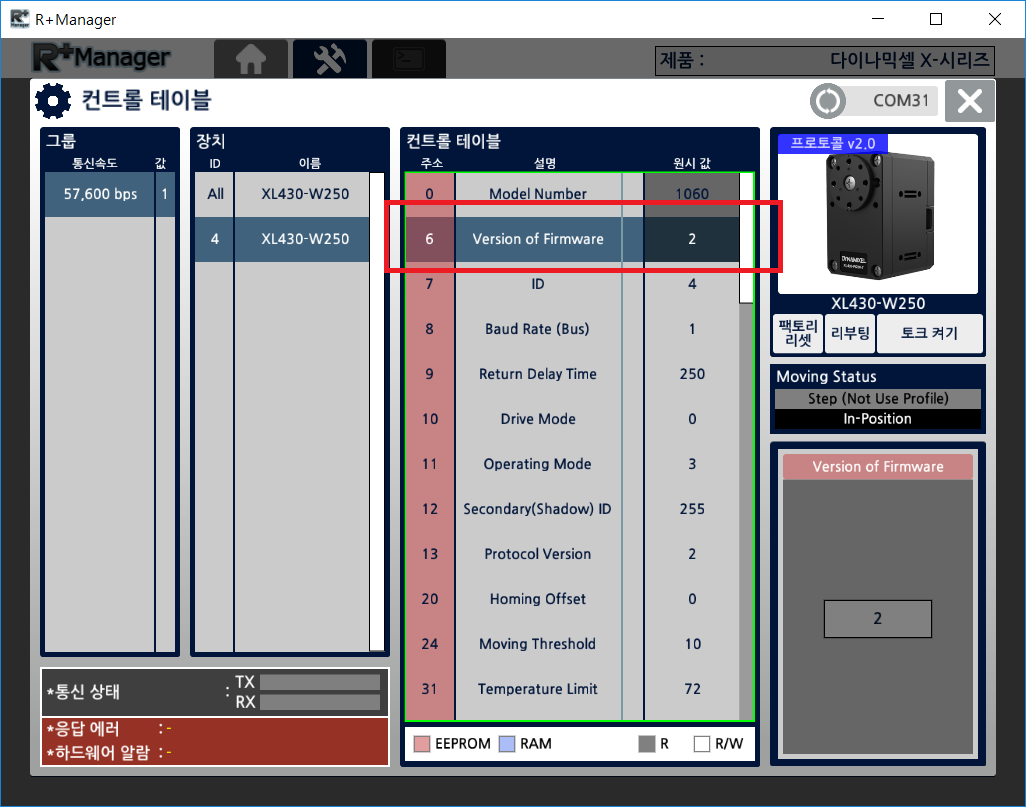 R+Manager
R+Manager
제품 :
다이나믹셀 X-시리즈
컨트롤 테이블
COM31
그룹
통신속도 값
57,600 bps 1
장치
ID 이름
All XL430-W250
4 XL430-W250
컨트롤 테이블
주소 설명 원시 값
0 Model Number 1060
6 Version of Firmware 2
7 ID 4
8 Baud Rate (Bus) 1
9 Return Delay Time 250
10 Drive Mode 0
11 Operating Mode 3
12 Secondary(Shadow) ID 255
13 Protocol Version 2
20 Homing Offset 0
24 Moving Threshold 10
31 Temperature Limit 72
EEPROM RAM R R/W
프로토콜 v2.0
DYNAMIXEL
XL430-W250
팩토리
리셋
리부팅
토크 켜기
Moving Status
Step (Not Use Profile)
In-Position
Version of Firmware
2
*통신 상태 : TX
RX
*응답 에러 : -
*하드웨어 알람 : -